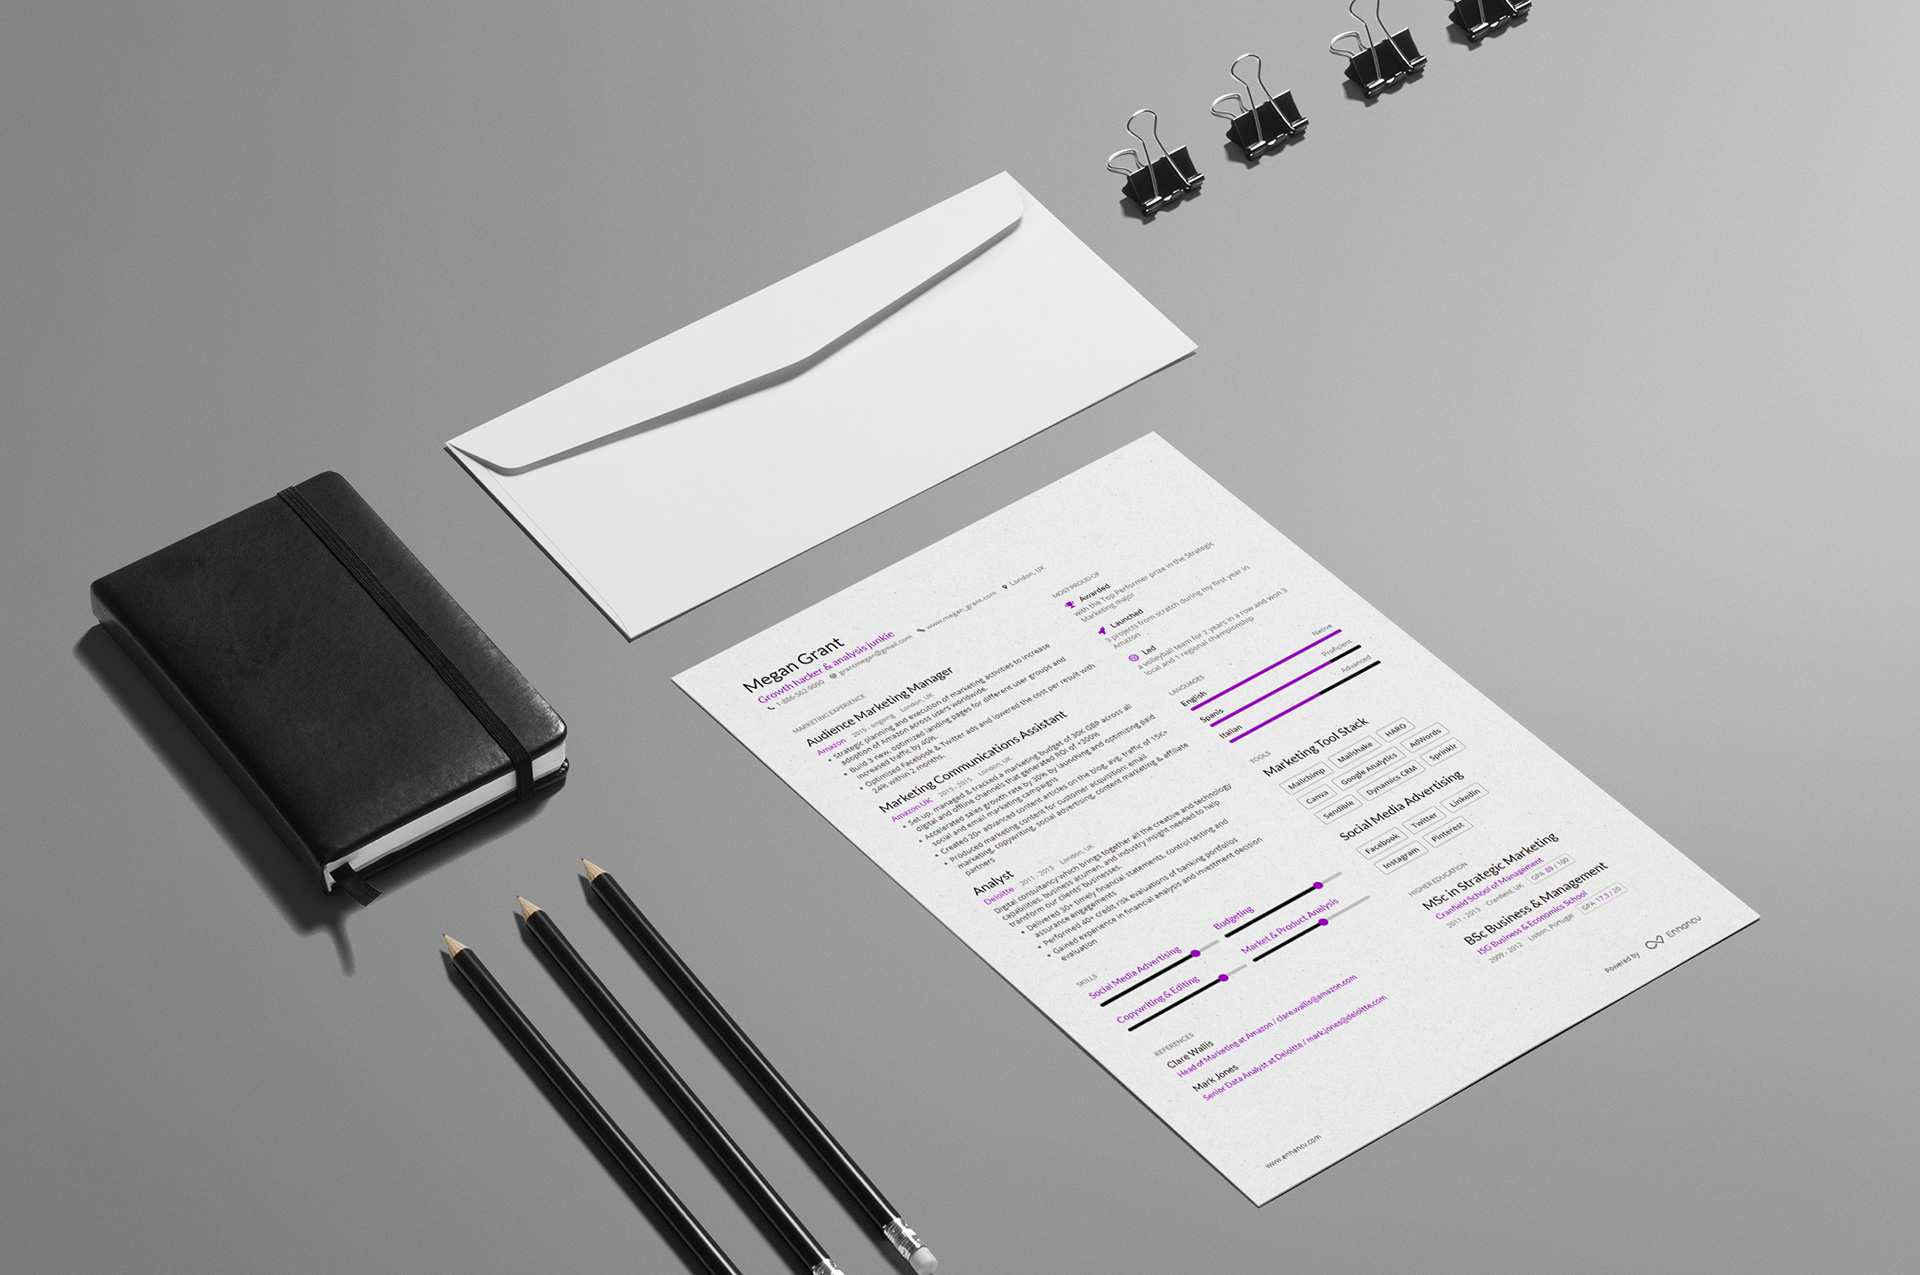 Megan Grant
Growth hacker & analysis junkie
1-886-562-9090 grantmegan@gmail.com www.megan_grant.com London, UK
MARKETING EXPERIENCE
Audience Marketing Manager
Amazon 2015 - ongoing London, UK
• Strategic planning and execution of marketing activities to increase
adoption of Amazon across users worldwide.
• Build 3 new, optimized landing pages for different user groups and
increased traffic by 40%.
• Optimised Facebook & Twitter ads and lowered the cost per result with
24% within 2 months.
Marketing Communications Assistant
Amazon UK 2013 - 2015 London, UK
• Set up, managed & tracked a marketing budget of 30K GBP across all
digital and offline channels that generated ROI of +300%
• Accelerated sales growth rate by 30% by launching and optimizing paid
social and email marketing campaigns
• Created 20+ advanced content articles on the blog, avg. traffic of 15K+
• Produced marketing content for customer acquisition: email
marketing, copywriting, social advertising, content marketing & affiliate
partners
Analyst
Deloitte 2011 - 2013 London, UK
Digital consultancy which brings together all the creative and technology
capabilities, business acumen, and industry insight needed to help
transform our clients' businesses.
• Delivered 30+ timely financial statements, control testing and
assurance engagements
• Performed 40+ credit risk evaluations of banking portfolios
• Gained experience in financial analysis and investment decision
evaluation
SKILLS
Social Media Advertising
Budgeting
Copywriting & Editing
Market & Product Analysis
REFERENCES
Clare Wallis
Head of Marketing at Amazon / clare.wallis@amazon.com
Mark Jones
Senior Data Analyst at Deloitte / mark.jones@deloitte.com
MOST PROUD OF
Awarded
with the Top Performer prize in the Strategic
Marketing major
Launched
3 projects from scratch during my first year in
Amazon
Led
a volleyball team for 2 years in a row and won 3
local and 1 regional championship
LANGUAGES
English Native
Spanis Proficient
Italian Advanced
TOOLS
Marketing Tool Stack
Mailchimp Mailshake HARO
Canva Google Analytics AdWords
Sendible Dynamics CRM Sprinklr
Social Media Advertising
Facebook Twitter Linkedin
Instagram Pinterest
HIGHER EDUCATION
MSc in Strategic Marketing
Cranfield School of Management
2011 - 2013 Cranfield, UK GPA 89 / 100
BSc Business & Management
ISG Business & Economics School
2009 - 2012 Lisbon, Portugal GPA 17.5 / 20
www.enhancv.com
Powered by Enhancv